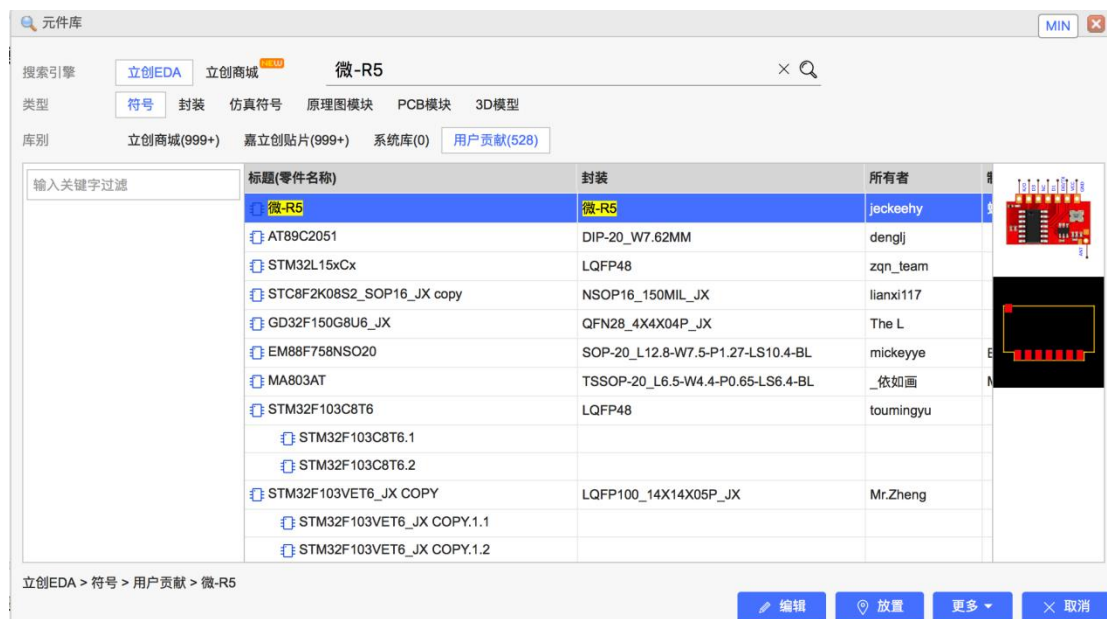 元件库 MIN
搜索引擎 立创EDA 立创商城 NEW 微-R5
类型 符号 封装 仿真符号 原理图模块 PCB模块 3D模型
库别 立创商城(999+) 嘉立创贴片(999+) 系统库(0) 用户贡献(528)
输入关键字过滤
标题(零件名称) 封装 所有者
微-R5 微-R5 jeckeehy
AT89C2051 DIP-20_W7.62MM denglj
STM32L15xCx LQFP48 zqn_team
STC8F2K08S2_SOP16_JX copy NSOP16_150MIL_JX lianxi117
GD32F150G8U6_JX QFN28_4X4X04P_JX The L
EM88F758NSO20 SOP-20_L12.8-W7.5-P1.27-LS10.4-BL mickeyye
MA803AT TSSOP-20_L6.5-W4.4-P0.65-LS6.4-BL _依如画
STM32F103C8T6 LQFP48 toumingyu
STM32F103C8T6.1
STM32F103C8T6.2
STM32F103VET6_JX COPY LQFP100_14X14X05P_JX Mr.Zheng
STM32F103VET6_JX COPY.1.1
STM32F103VET6_JX COPY.1.2
立创EDA > 符号 > 用户贡献 > 微-R5
编辑 放置 更多 取消